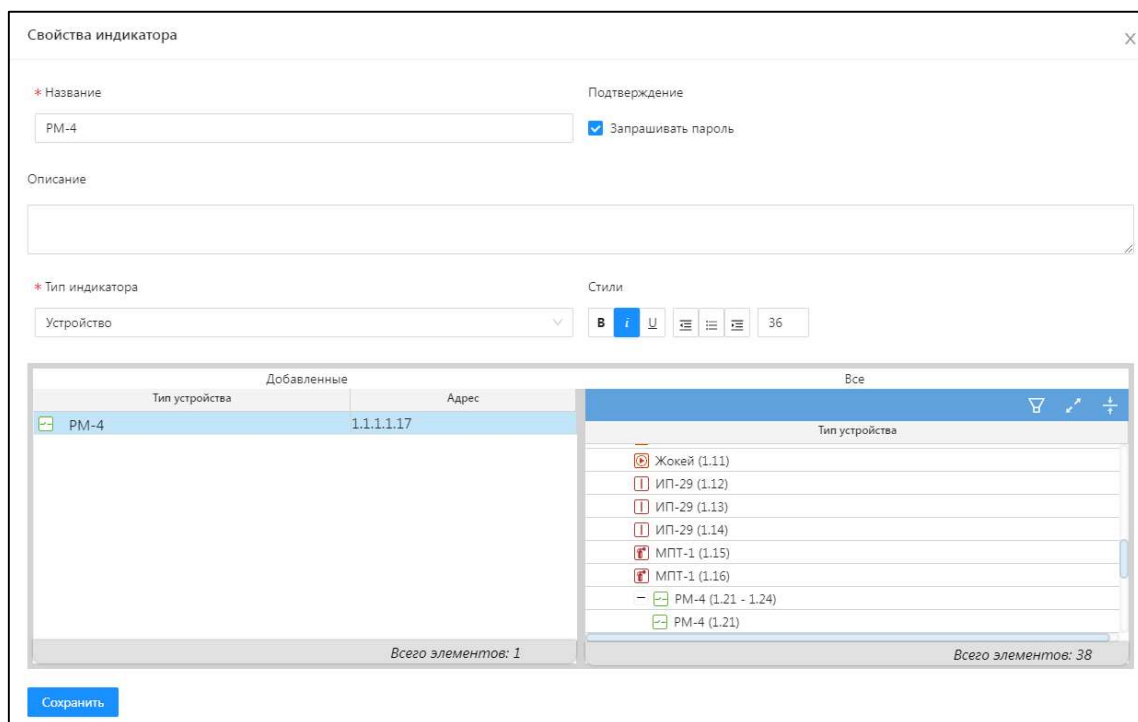 Свойства индикатора
* Название
РМ-4
Подтверждение
Запрашивать пароль
Описание
* Тип индикатора
Устройство
Стили
B i U 36
Добавленные
Тип устройства Адрес
РМ-4 1.1.1.1.17
Всего элементов: 1
Все
Тип устройства
Жокей (1.11)
ИП-29 (1.12)
ИП-29 (1.13)
ИП-29 (1.14)
МПТ-1 (1.15)
МПТ-1 (1.16)
РМ-4 (1.21 - 1.24)
РМ-4 (1.21)
Всего элементов: 38
Сохранить